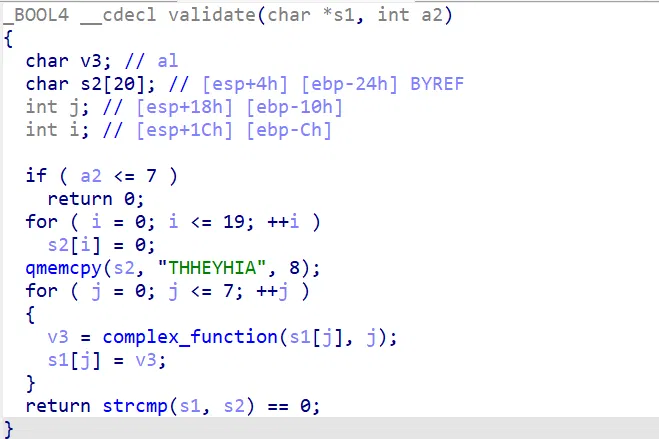 _BOOL4 __cdecl validate(char *s1, int a2)
{
  char v3; // al
  char s2[20]; // [esp+4h] [ebp-24h] BYREF
  int j; // [esp+18h] [ebp-10h]
  int i; // [esp+1Ch] [ebp-Ch]

  if ( a2 <= 7 )
    return 0;
  for ( i = 0; i <= 19; ++i )
    s2[i] = 0;
  qmemcpy(s2, "THHEYHIA", 8);
  for ( j = 0; j <= 7; ++j )
  {
    v3 = complex_function(s1[j], j);
    s1[j] = v3;
  }
  return strcmp(s1, s2) == 0;
}